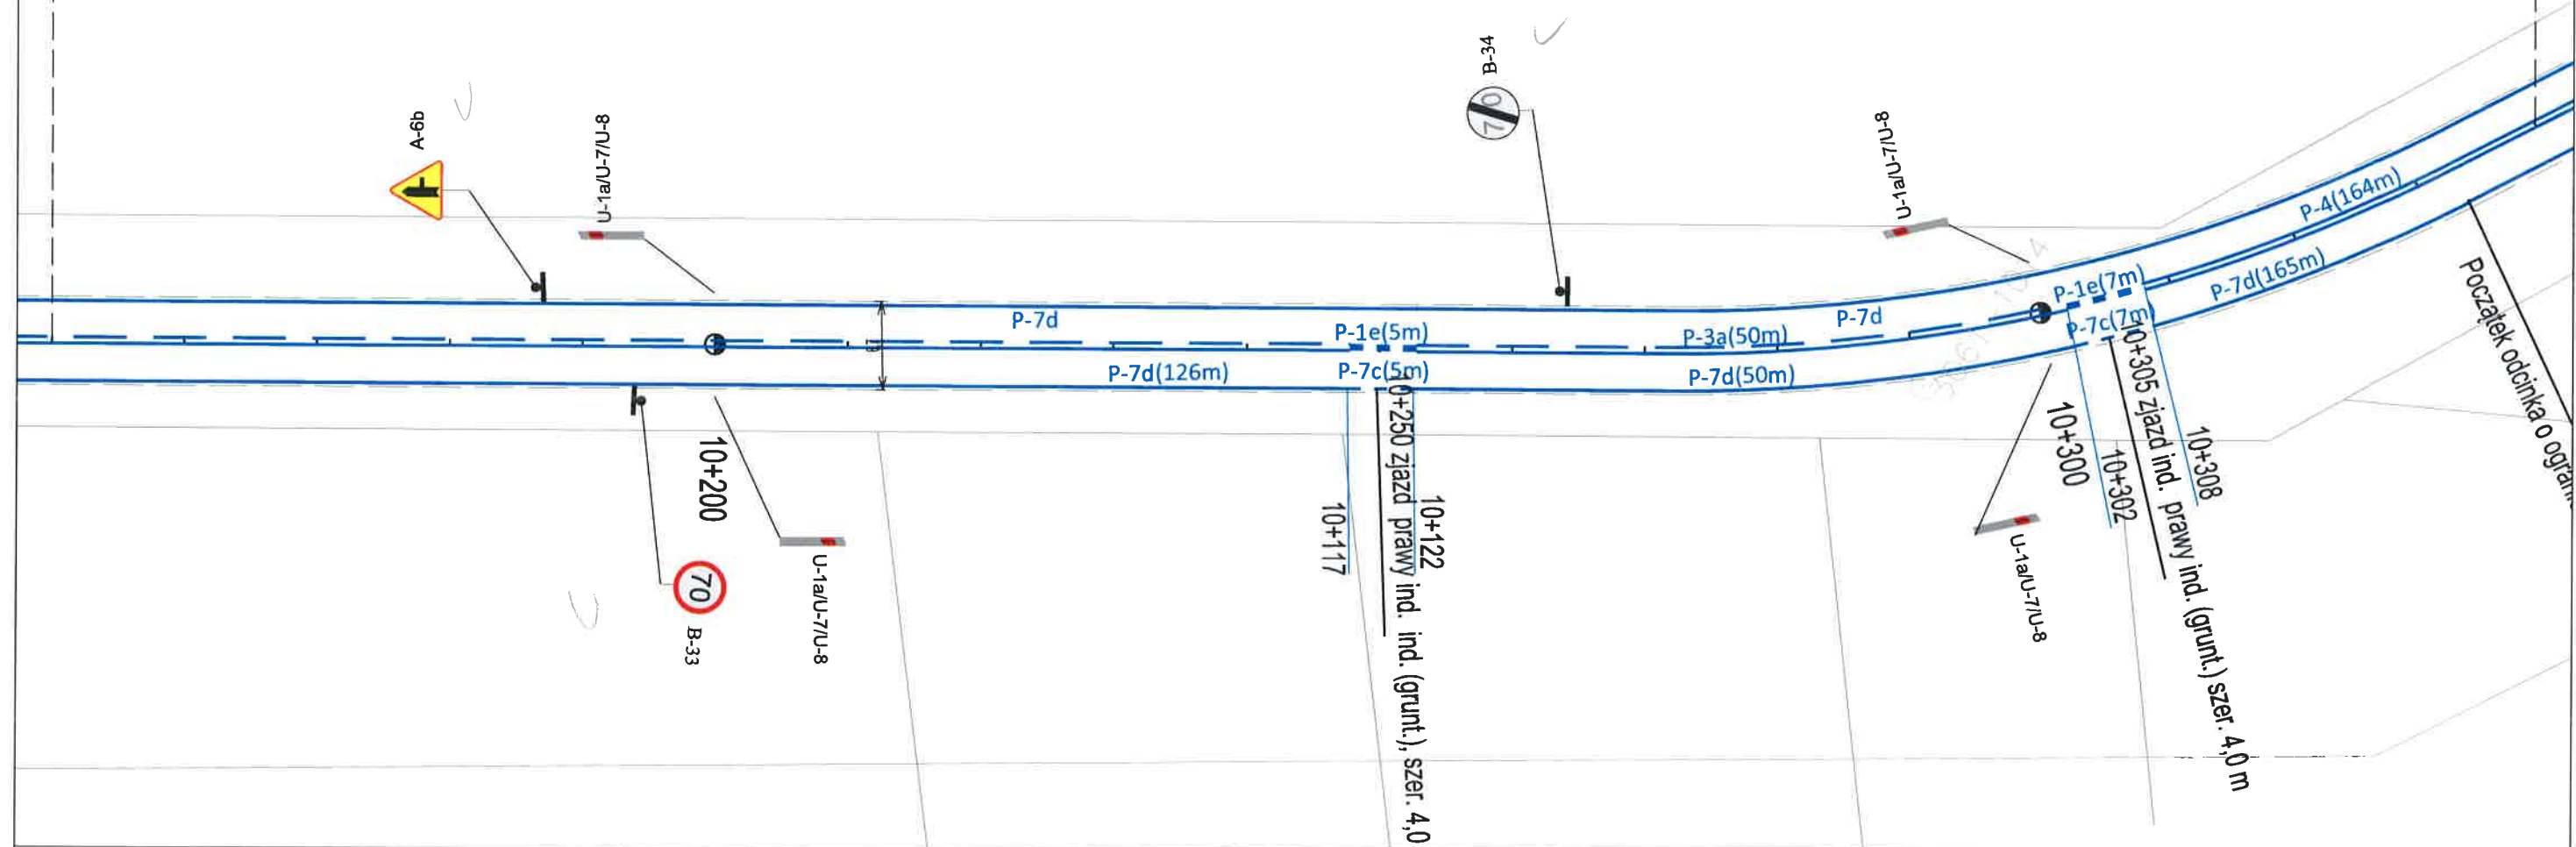 A-6b
U-1a/U-7/U-8
B-34
70
U-1a/U-7/U-8
P-4(164m)
P-1e(7m)
P-7d(165m)
P-7c(7m)
P-7d
P-1e(5m)
P-3a(50m)
P-7d
P-7d(126m)
P-7c(5m)
P-7d(50m)
10+200
70
B-33
U-1a/U-7/U-8
10+117
10+250 zjazd prawy ind. ind. (grunt.), szer. 4,0
10+122
10+300
10+302
10+305 zjazd ind. prawy ind. (grunt.) szer. 4,0 m
10+308
U-1a/U-7/U-8
Początek odcinka o